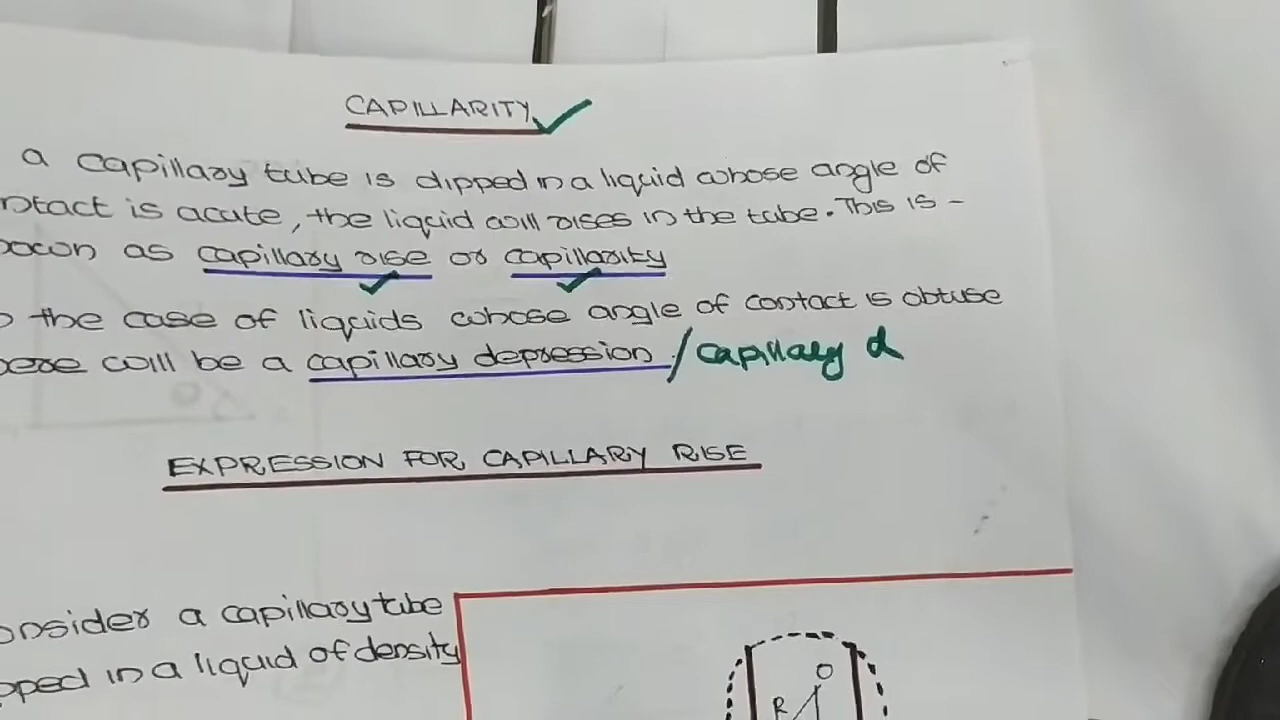 CAPILLARITY
a capillary tube is dipped in a liquid whose angle of
ntact is acute, the liquid will rises in the tube. This is -
nown as capillary rise or capillarity
the case of liquids whose angle of contact is obtuse
here will be a capillary depression / capillary d
EXPRESSION FOR CAPILLARY RISE
onsider a capillary tube
pped in a liquid of density
O
R